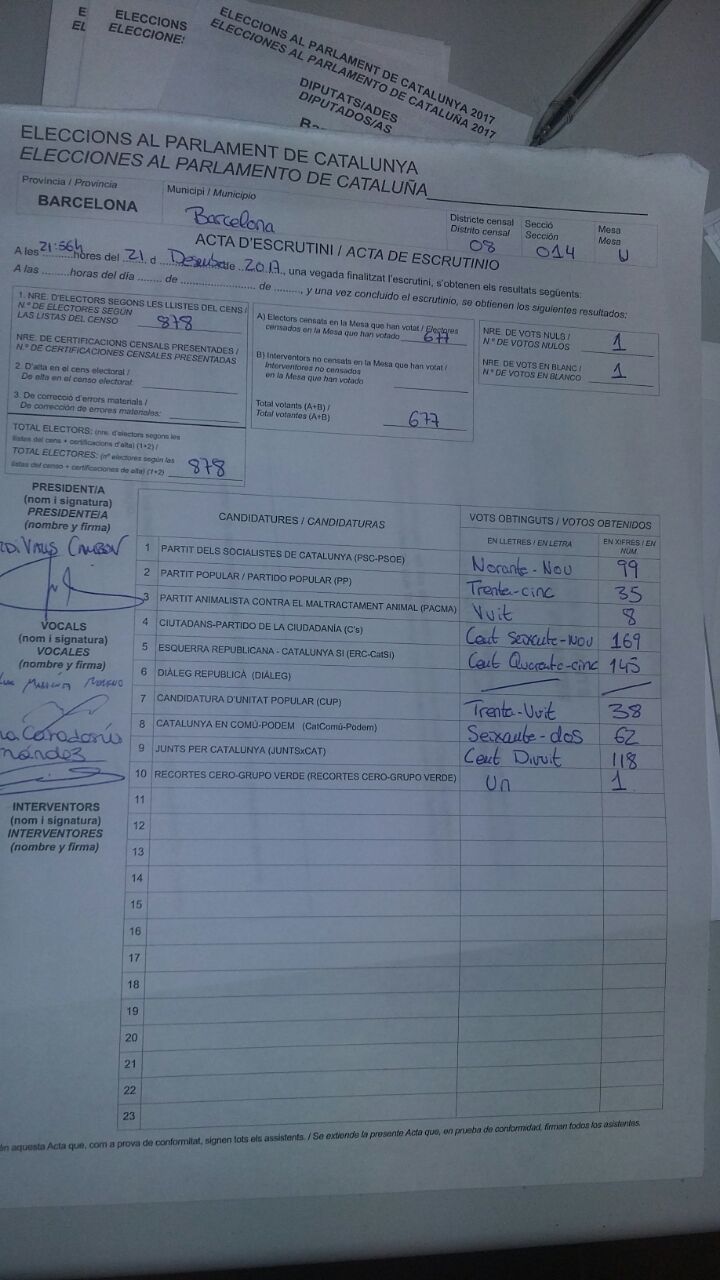 ELECCIONS
ELECCIONES
ELECCIONS AL PARLAMENT DE CATALUNYA 2017
ELECCIONES AL PARLAMENTO DE CATALUÑA 2017
DIPUTATS/ADES
DIPUTADOS/AS
ELECCIONS AL PARLAMENT DE CATALUNYA
ELECCIONES AL PARLAMENTO DE CATALUÑA
Província / Provincia
BARCELONA
Municipi / Municipio
Barcelona
Districte censal
Distrito censal
08
Secció
Sección
014
Mesa
Mesa
U
ACTA D'ESCRUTINI / ACTA DE ESCRUTINIO
A les 21:56h hores del 21 d Desembre de 2017, una vegada finalitzat l'escrutini, s'obtenen els resultats següents:
A las ......... horas del día ........ de ........................ de ........, y una vez concluido el escrutinio, se obtienen los siguientes resultados:
1. NRE. D'ELECTORS SEGONS LES LLISTES DEL CENS /
N.º DE ELECTORES SEGÚN
LAS LISTAS DEL CENSO 878
NRE. DE CERTIFICACIONS CENSALS PRESENTADES /
N.º DE CERTIFICACIONES CENSALES PRESENTADAS
2. D'alta en el cens electoral /
De alta en el censo electoral:
3. De correcció d'errors materials /
De corrección de errores materiales:
TOTAL ELECTORS: (nre. d'electors segons les
llistes del cens + certificacions d'alta) (1+2) /
TOTAL ELECTORES: (nº electores según las
listas del censo + certificaciones de alta) (1+2) 878
A) Electors censats en la Mesa que han votat / Electores
censados en la Mesa que han votado 677
B) Interventors no censats en la Mesa que han votat /
Interventores no censados
en la Mesa que han votado
Total votants (A+B) /
Total votantes (A+B) 677
NRE. DE VOTS NULS /
N.º DE VOTOS NULOS 1
NRE. DE VOTS EN BLANC /
N.º DE VOTOS EN BLANCO 1
PRESIDENT/A
(nom i signatura)
PRESIDENTE/A
(nombre y firma)
VOCALS
(nom i signatura)
VOCALES
(nombre y firma)
INTERVENTORS
(nom i signatura)
INTERVENTORES
(nombre y firma)
CANDIDATURES / CANDIDATURAS
VOTS OBTINGUTS / VOTOS OBTENIDOS
EN LLETRES / EN LETRA
EN XIFRES / EN NÚM.
1 PARTIT DELS SOCIALISTES DE CATALUNYA (PSC-PSOE) Norante-Nou 99
2 PARTIT POPULAR / PARTIDO POPULAR (PP) Trenta-cinc 35
3 PARTIT ANIMALISTA CONTRA EL MALTRACTAMENT ANIMAL (PACMA) Vuit 8
4 CIUTADANS-PARTIDO DE LA CIUDADANÍA (C's) Cent Seixante-Nou 169
5 ESQUERRA REPUBLICANA - CATALUNYA SI (ERC-CatSí) Cent Quarante-cinc 145
6 DIÀLEG REPUBLICÀ (DIÀLEG)
7 CANDIDATURA D'UNITAT POPULAR (CUP) Trenta-Vuit 38
8 CATALUNYA EN COMÚ-PODEM (CatComú-Podem) Seixante-dos 62
9 JUNTS PER CATALUNYA (JUNTSxCAT) Cent Divuit 118
10 RECORTES CERO-GRUPO VERDE (RECORTES CERO-GRUPO VERDE) Un 1
11
12
13
14
15
16
17
18
19
20
21
22
23
én aquesta Acta que, com a prova de conformitat, signen tots els assistents. / Se extiende la presente Acta que, en prueba de conformidad, firman todos los asistentes.